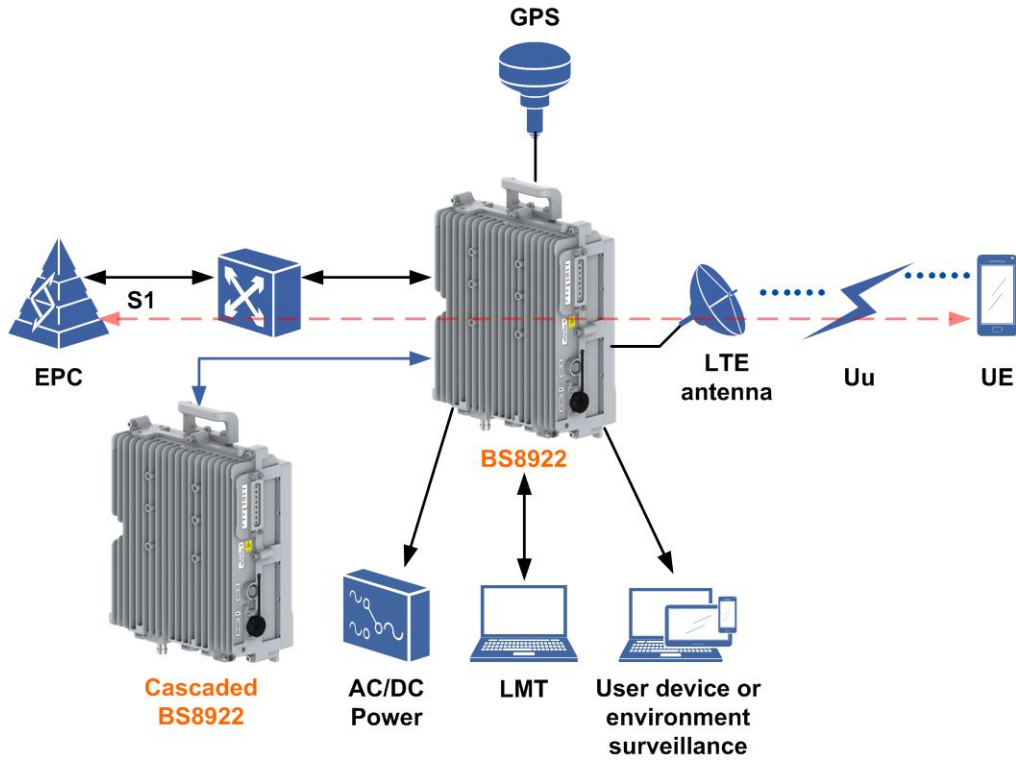 GPS
S1
EPC
LTE
antenna
Uu
UE
BS8922
Cascaded
BS8922
AC/DC
Power
LMT
User device or
environment
surveillance